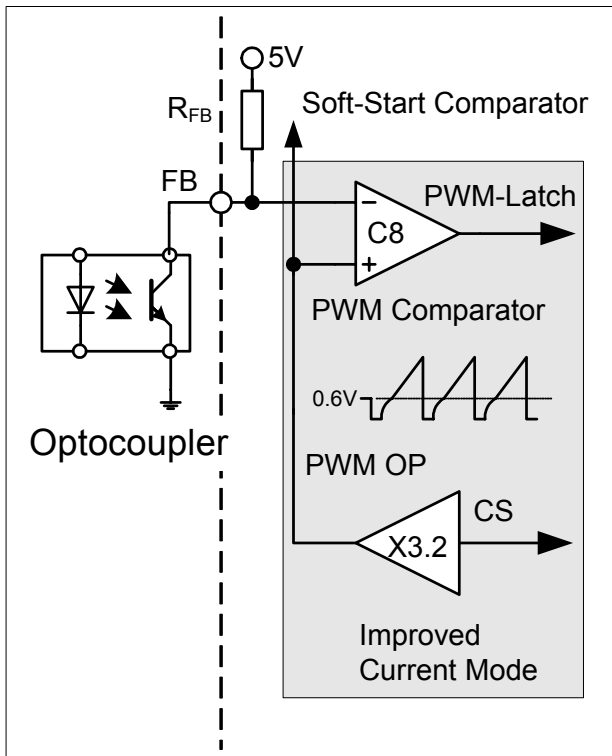 5V
RFB
Soft-Start Comparator
FB
PWM-Latch
C8
PWM Comparator
0.6V
Optocoupler
PWM OP
CS
X3.2
Improved
Current Mode